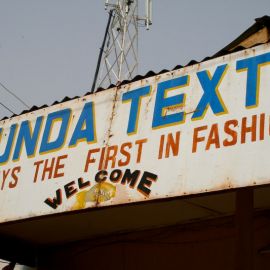 UNDA TEXT
YS THE FIRST IN FASHI
WELCOME